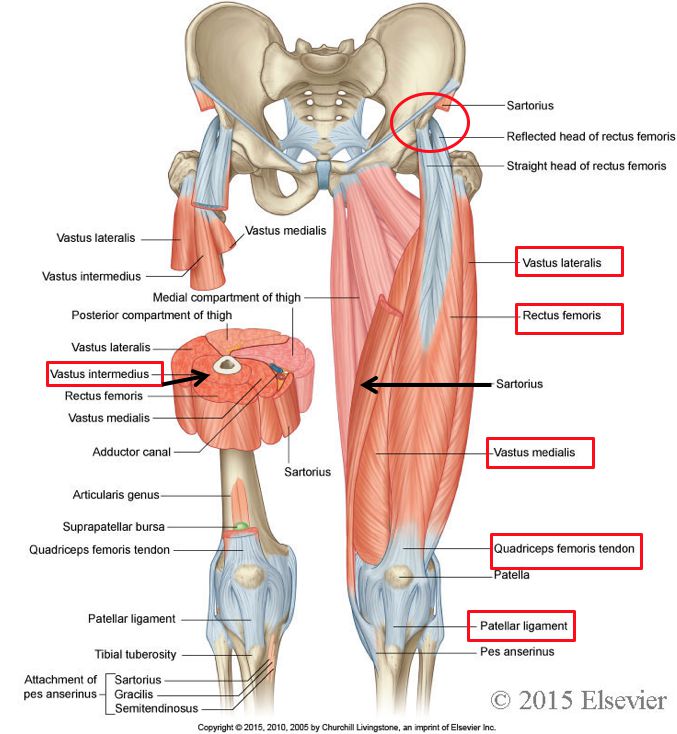 Sartorius
Reflected head of rectus femoris
Straight head of rectus femoris
Vastus medialis
Vastus lateralis
Vastus intermedius
Vastus lateralis
Medial compartment of thigh
Posterior compartment of thigh
Rectus femoris
Vastus lateralis
Vastus intermedius
Rectus femoris
Vastus medialis
Adductor canal
Sartorius
Sartorius
Vastus medialis
Articularis genus
Suprapatellar bursa
Quadriceps femoris tendon
Quadriceps femoris tendon
Patella
Patellar ligament
Patellar ligament
Tibial tuberosity
Pes anserinus
Attachment of
pes anserinus
Sartorius
Gracilis
Semitendinosus
© 2015 Elsevier
Copyright © 2015, 2010, 2005 by Churchill Livingstone, an imprint of Elsevier Inc.